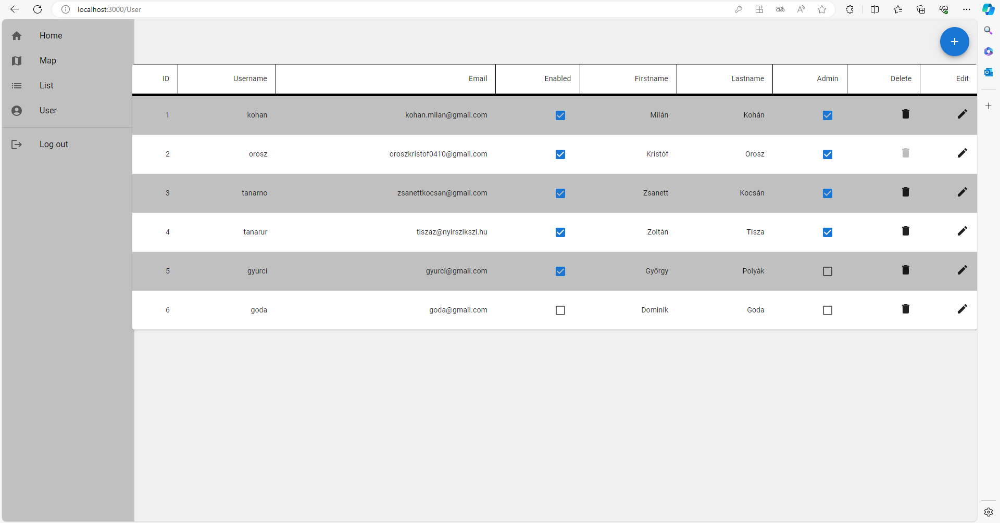 localhost:3000/User
Home
Map
List
User
Log out
ID Username Email Enabled Firstname Lastname Admin Delete Edit
1 kohan kohan.milan@gmail.com Milán Kohán
2 orosz oroszkristof0410@gmail.com Kristóf Orosz
3 tanarno zsanettkocsan@gmail.com Zsanett Kocsán
4 tanarur tiszaz@nyirszikszi.hu Zoltán Tisza
5 gyurci gyurci@gmail.com György Polyák
6 goda goda@gmail.com Dominik Goda